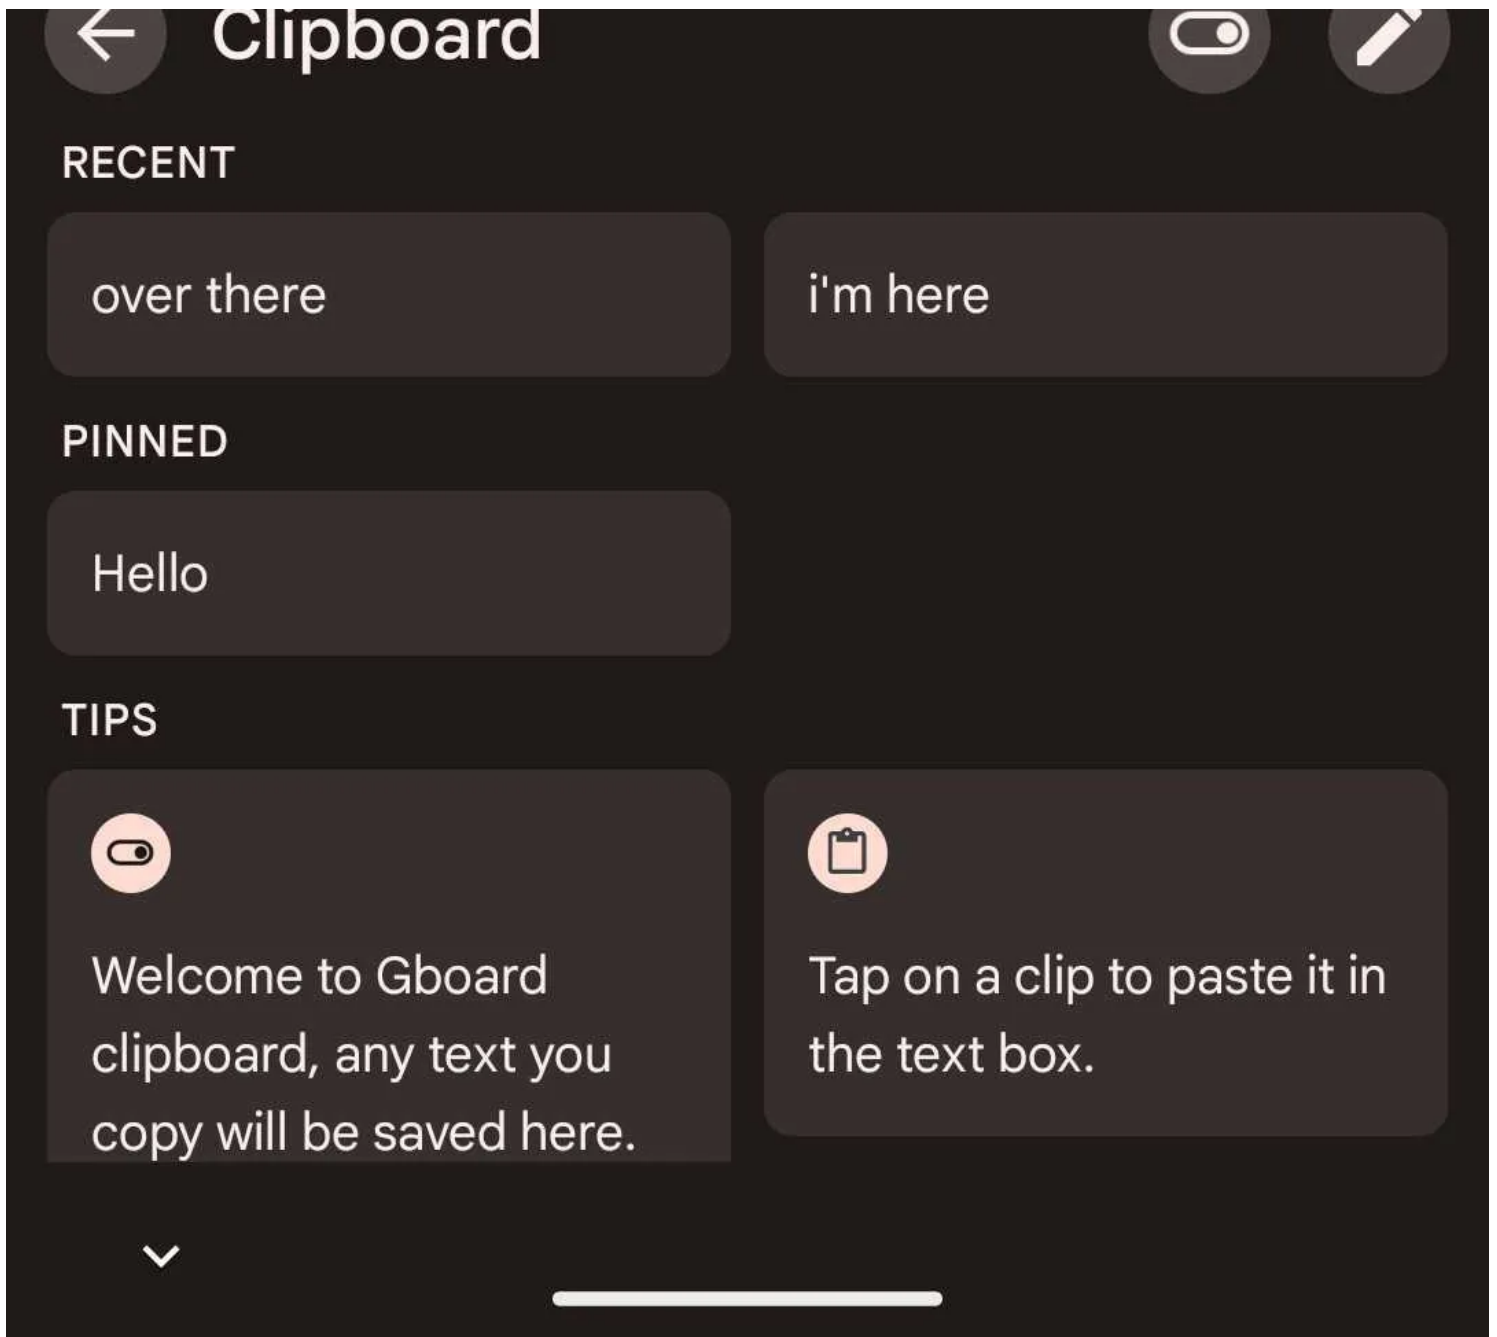 Clipboard
RECENT
over there
i'm here
PINNED
Hello
TIPS
Welcome to Gboard
clipboard, any text you
copy will be saved here.
Tap on a clip to paste it in
the text box.